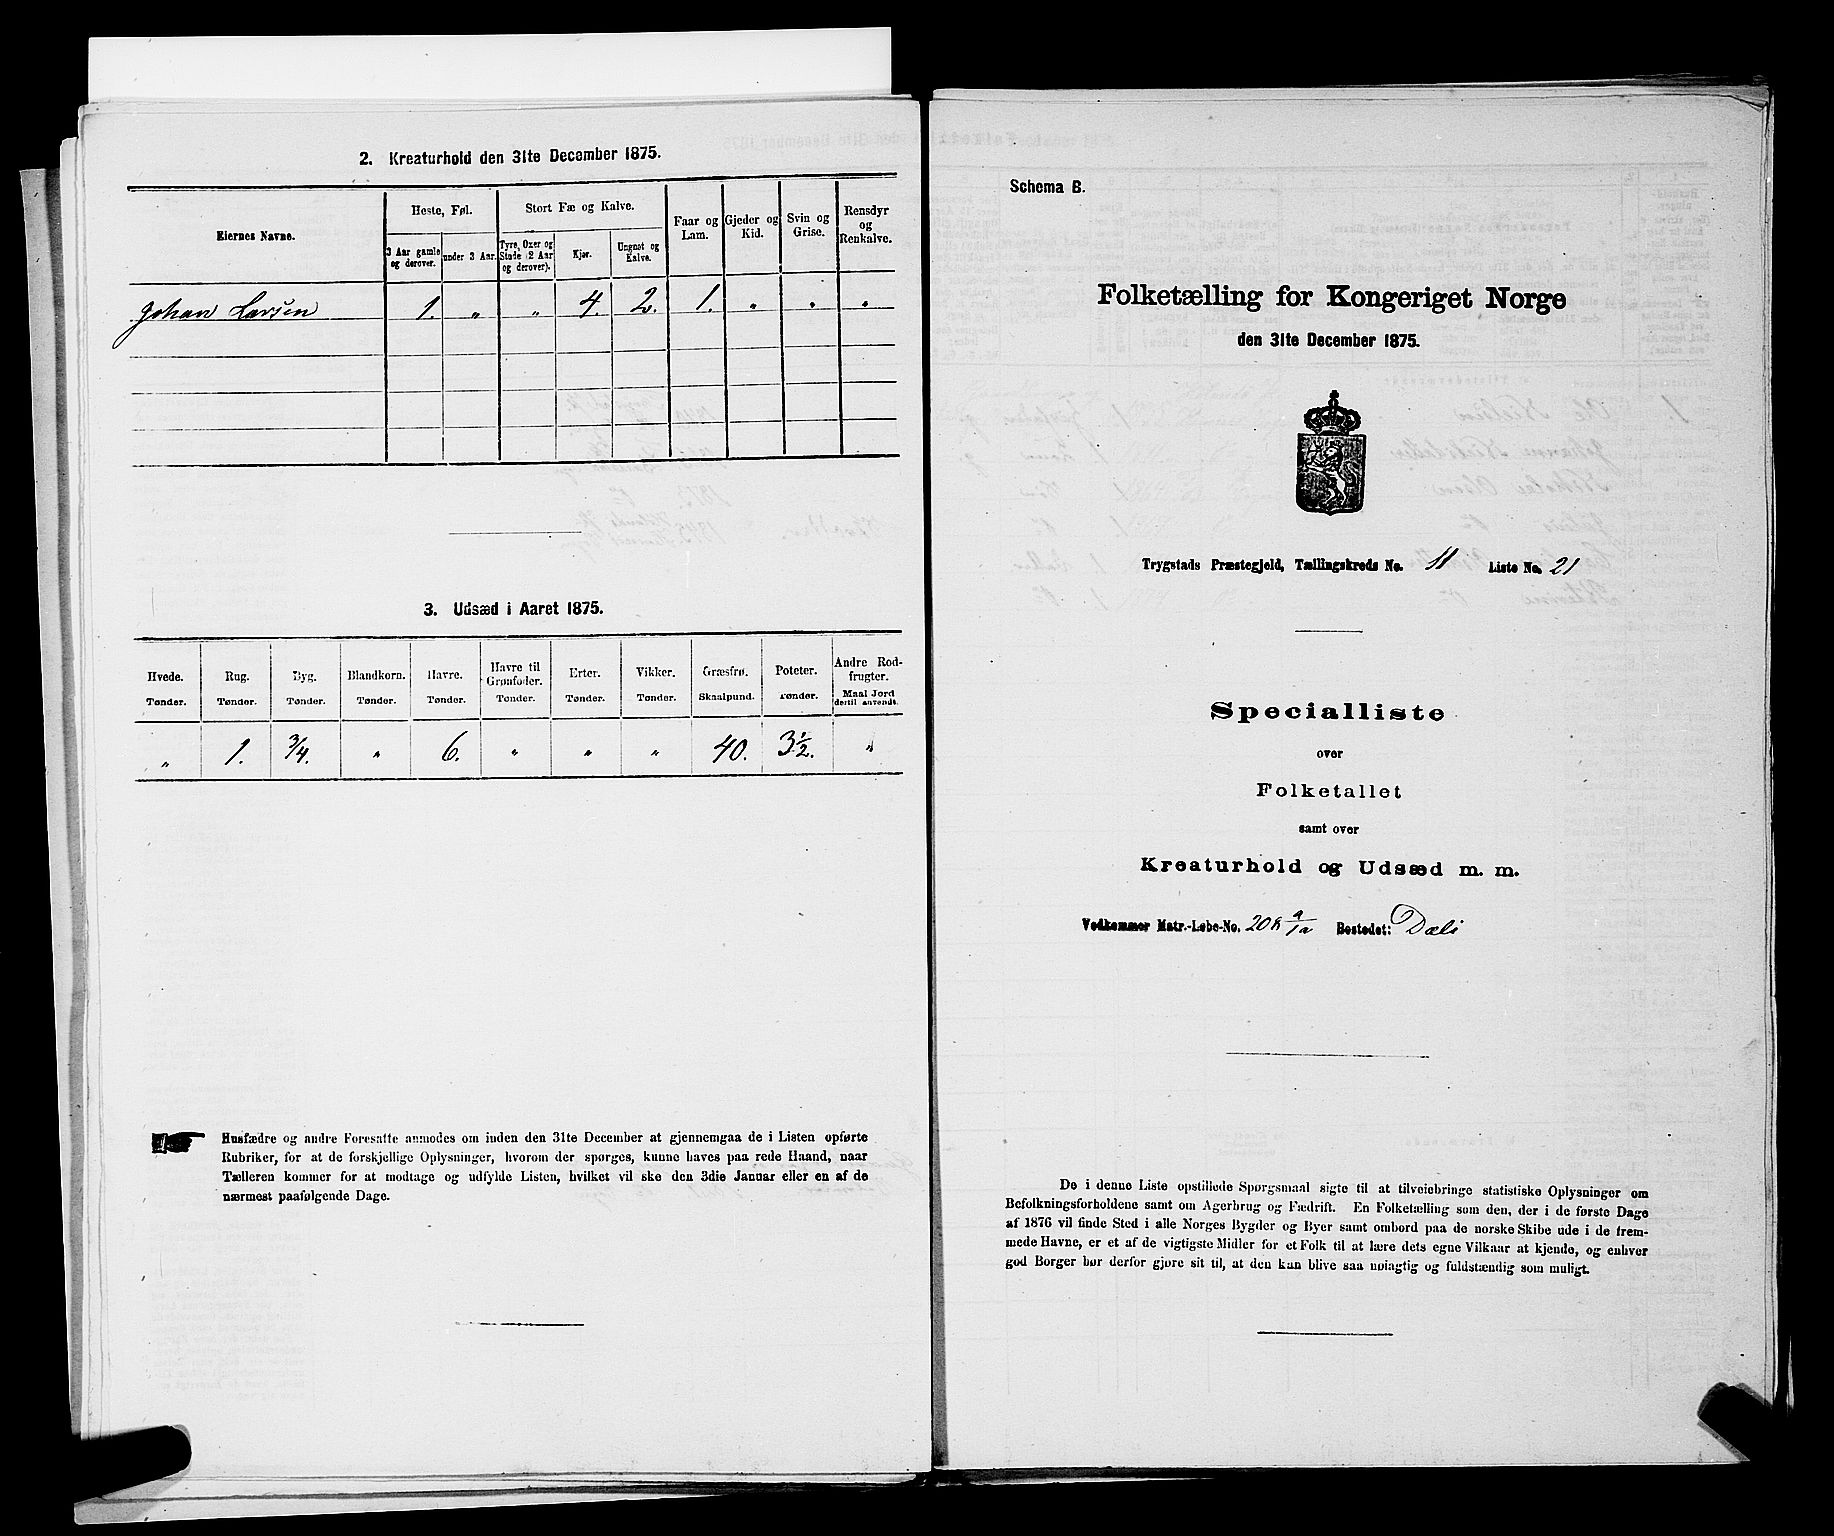 2. Kreaturhold den 31te December 1875.
Eiernes Navne.
Heste, Føl.
Stort Fæ og Kalve.
Faar og Lam.
Gjeder og Kid.
Svin og Grise.
Rensdyr og Renkalve.
3 Aar gamle og derover.
under 3 Aar.
Tyre, Oxer og Stude (2 Aar og derover).
Kjør.
Ungnøt og Kalve.
Johan Larsen 1. " " 4. 2. 1. " " "
3. Udsæd i Aaret 1875.
Hvede. Rug. Byg. Blandkorn. Havre. Havre til Grønfoder. Erter. Vikker. Græsfrø. Poteter. Andre Rodfrugter.
Tønder. Tønder. Tønder. Tønder. Tønder. Tønder. Tønder. Tønder. Skaalpund. Tønder. Maal Jord dertil anvendt.
" 1. 3/4. " 6. " " " 40. 3 1/2. "
Husfædre og andre Foresatte anmodes om inden den 31te December at gjennemgaa de i Listen opførte
Rubriker, for at de forskjellige Oplysninger, hvorom der spørges, kunne haves paa rede Haand, naar
Tælleren kommer for at modtage og udfylde Listen, hvilket vil ske den 3die Januar eller en af de
nærmest paafølgende Dage.
Schema B.
Folketælling for Kongeriget Norge
den 31te December 1875.
Trygstads Præstegjeld, Tællingskreds No. 11 Liste No. 21
Specialliste
over
Folketallet
samt over
Kreaturhold og Udsæd m. m.
Vedkommer Matr.-Løbe-No. 208 a/1a Bostedet: Dæli
De i denne Liste opstillede Spørgsmaal sigte til at tilveiebringe statistiske Oplysninger om
Befolkningsforholdene samt om Agerbrug og Fædrift. En Folketælling som den, der i de første Dage
af 1876 vil finde Sted i alle Norges Bygder og Byer samt ombord paa de norske Skibe ude i de frem-
mede Havne, er et af de vigtigste Midler for et Folk til at lære dets egne Vilkaar at kjende, og enhver
god Borger bør derfor gjøre sit til, at den kan blive saa nøiagtig og fuldstændig som muligt.